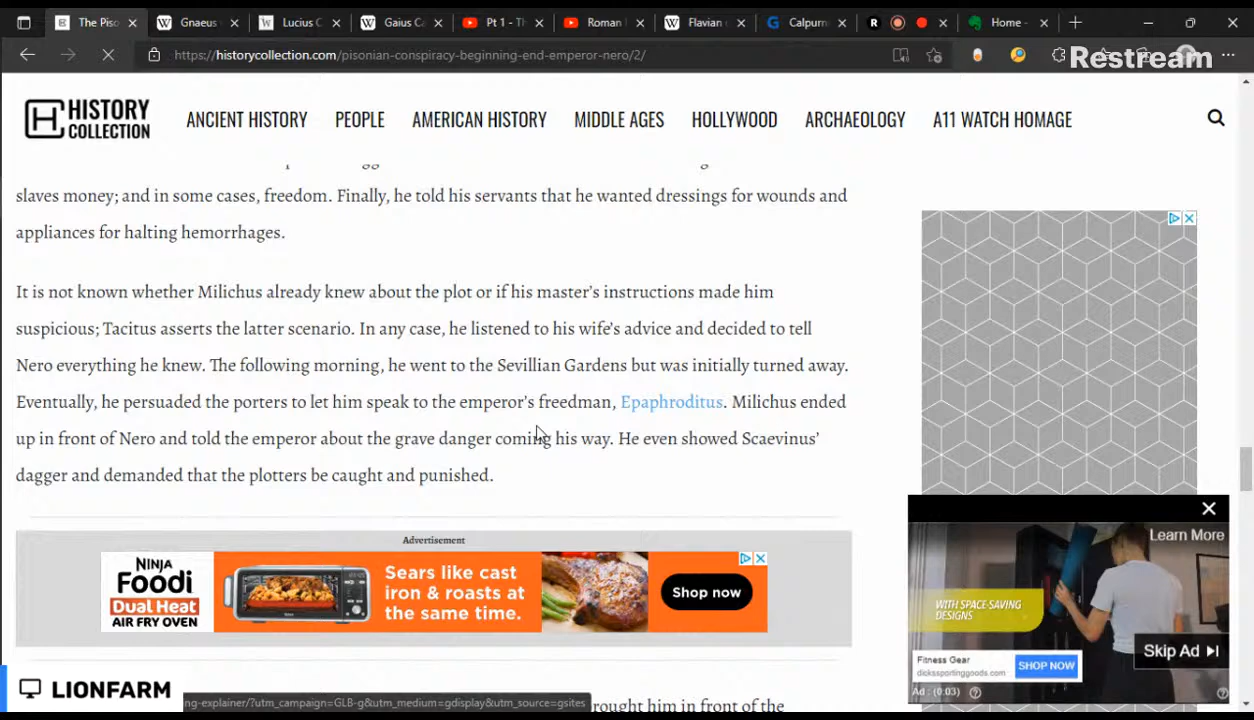 The Piso
Gnaeus
Lucius C
Gaius Ca
Pt 1 - Th
Roman
Flavian
Calpurn
Home -
https://historycollection.com/pisonian-conspiracy-beginning-end-emperor-nero/2/
Restream
HISTORY
COLLECTION
ANCIENT HISTORY PEOPLE AMERICAN HISTORY MIDDLE AGES HOLLYWOOD ARCHAEOLOGY A11 WATCH HOMAGE
slaves money; and in some cases, freedom. Finally, he told his servants that he wanted dressings for wounds and
appliances for halting hemorrhages.
It is not known whether Milichus already knew about the plot or if his master's instructions made him
suspicious; Tacitus asserts the latter scenario. In any case, he listened to his wife's advice and decided to tell
Nero everything he knew. The following morning, he went to the Sevillian Gardens but was initially turned away.
Eventually, he persuaded the porters to let him speak to the emperor's freedman, Epaphroditus. Milichus ended
up in front of Nero and told the emperor about the grave danger coming his way. He even showed Scaevinus'
dagger and demanded that the plotters be caught and punished.
Advertisement
NINJA
Foodi
Dual Heat
AIR FRY OVEN
Sears like cast
iron & roasts
at the same time.
Shop now
Learn More
WITH SPACE-SAVING
DESIGNS
Skip Ad
Fitness Gear
dickssportinggoods.com
SHOP NOW
Ad : (0:03)
LIONFARM
ng-explainer/?utm_campaign=GLB-g&utm_medium=gdisplay&utm_source=gsites
rought him in front of the